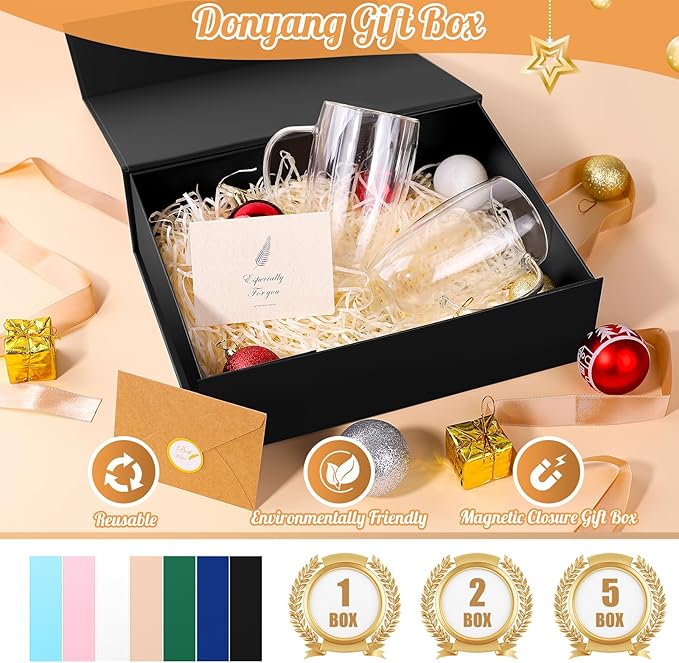 Donyang Gift Box
Especially
For you
Best
Reusable
Environmentally Friendly
Magnetic Closure Gift Box
1
BOX
2
BOX
5
BOX